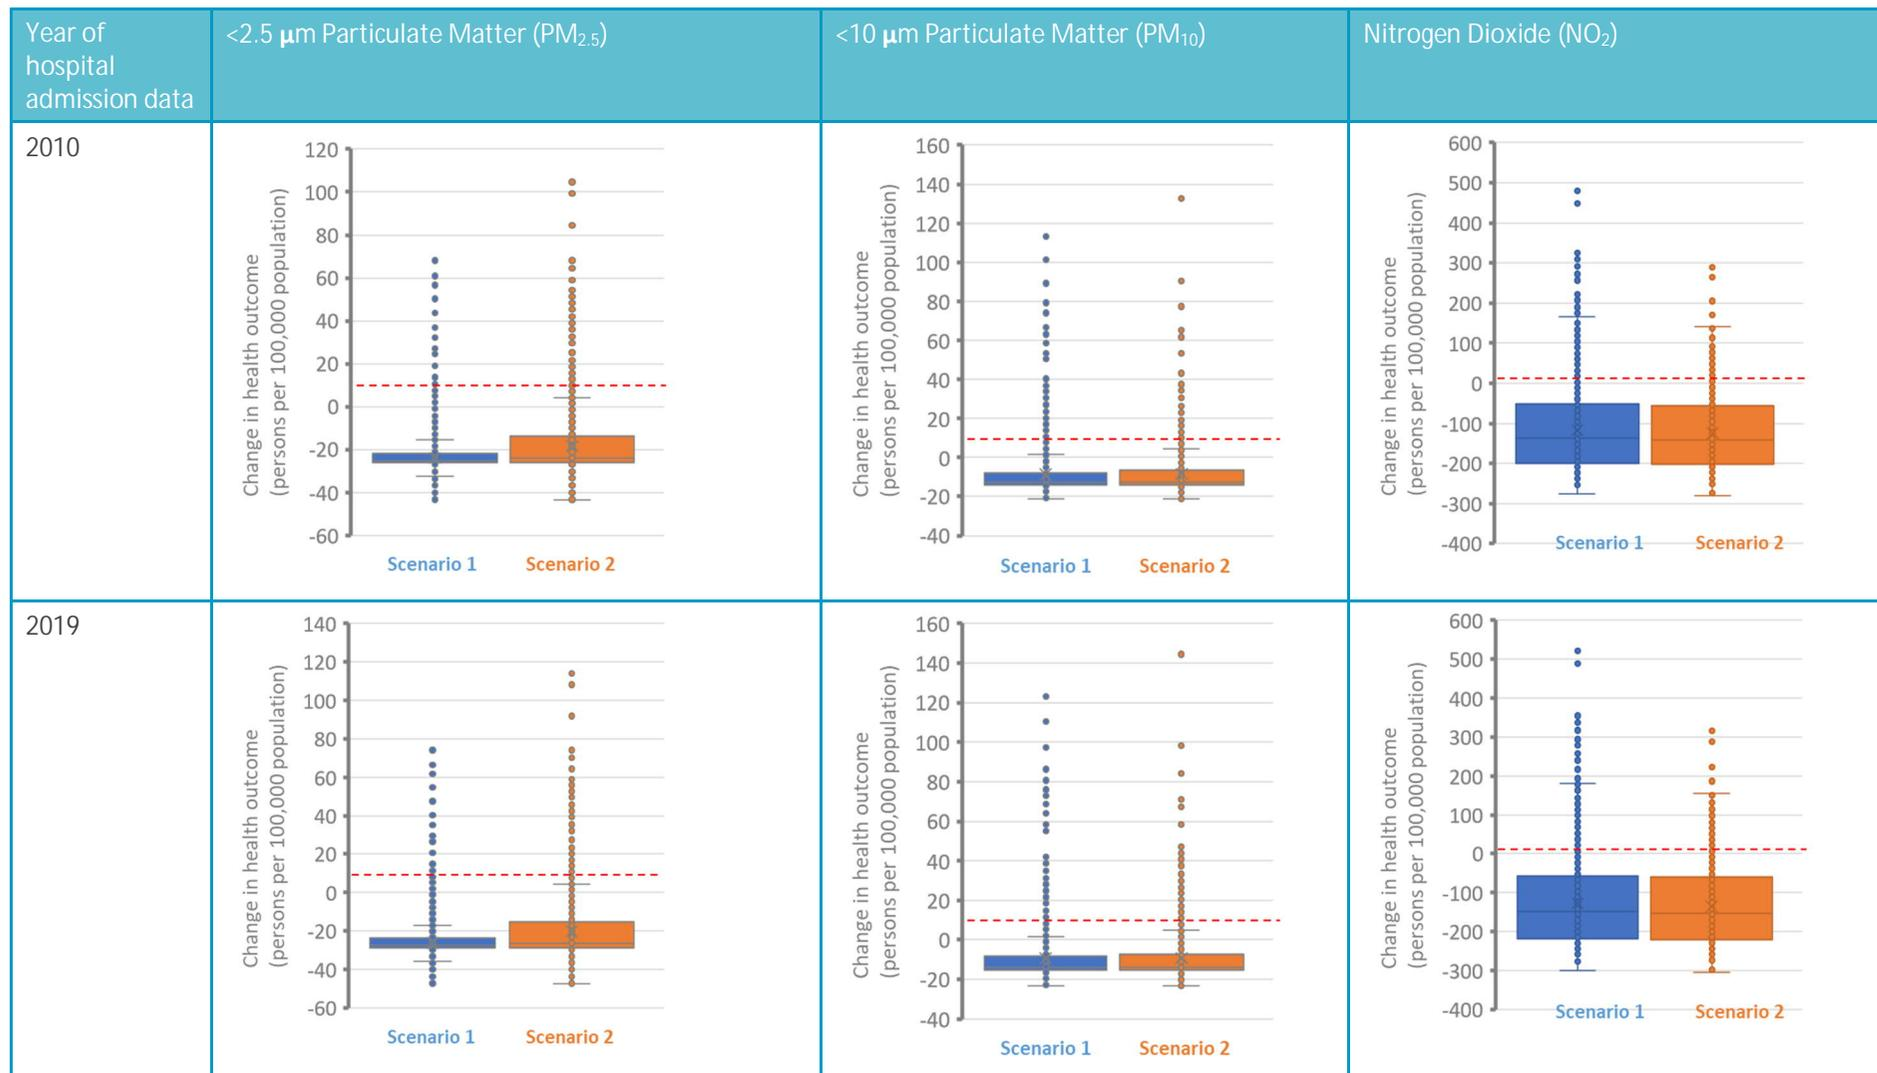 Year of
hospital
admission data
<2.5 μm Particulate Matter (PM2.5)
<10 μm Particulate Matter (PM10)
Nitrogen Dioxide (NO2)
2010
Change in health outcome
(persons per 100,000 population)
120
100
80
60
40
20
0
-20
-40
-60
Scenario 1
Scenario 2
Change in health outcome
(persons per 100,000 population)
160
140
120
100
80
60
40
20
0
-20
-40
Scenario 1
Scenario 2
Change in health outcome
(persons per 100,000 population)
600
500
400
300
200
100
0
-100
-200
-300
-400
Scenario 1
Scenario 2
2019
Change in health outcome
(persons per 100,000 population)
140
120
100
80
60
40
20
0
-20
-40
-60
Scenario 1
Scenario 2
Change in health outcome
(persons per 100,000 population)
160
140
120
100
80
60
40
20
0
-20
-40
Scenario 1
Scenario 2
Change in health outcome
(persons per 100,000 population)
600
500
400
300
200
100
0
-100
-200
-300
-400
Scenario 1
Scenario 2